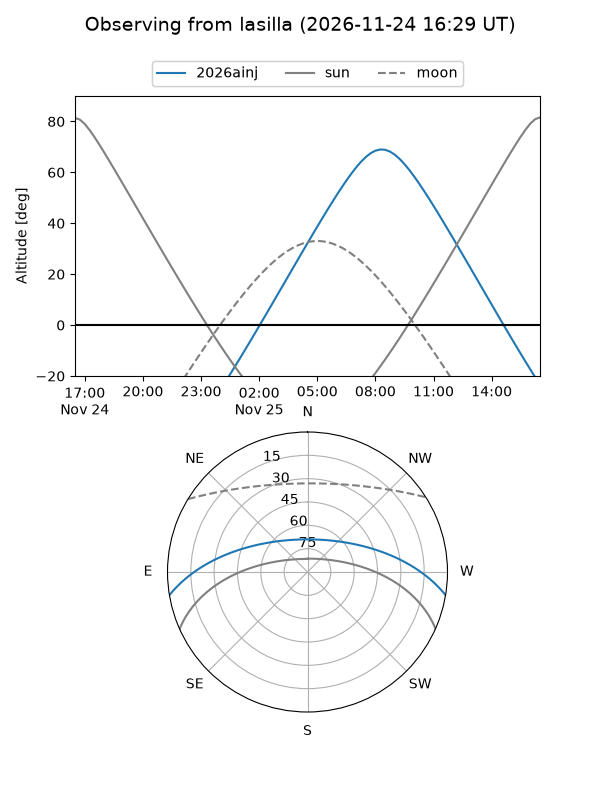 Observing from lasilla (2026-11-24 16:29 UT)
2026ainj sun moon
Altitude [deg]
80
60
40
20
0
−20
17:00 20:00 23:00 02:00 05:00 08:00 11:00 14:00
Nov 24 Nov 25
N
NE NW
15
30
45
60
75
E W
SE SW
S